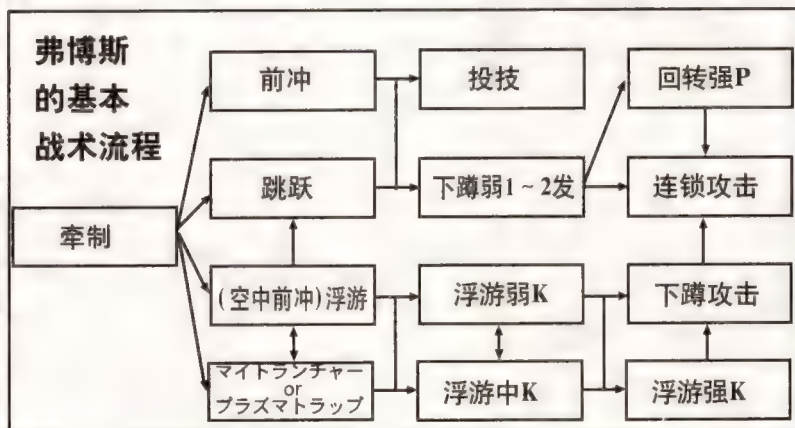 弗博斯
的基本
战术流程
前冲
投技
回转强P
跳跃
下蹲弱1~2发
连锁攻击
牵制
(空中前冲)浮游
浮游弱K
下蹲攻击
マイトランチャー
or
プラズマトラップ
浮游中K
浮游强K